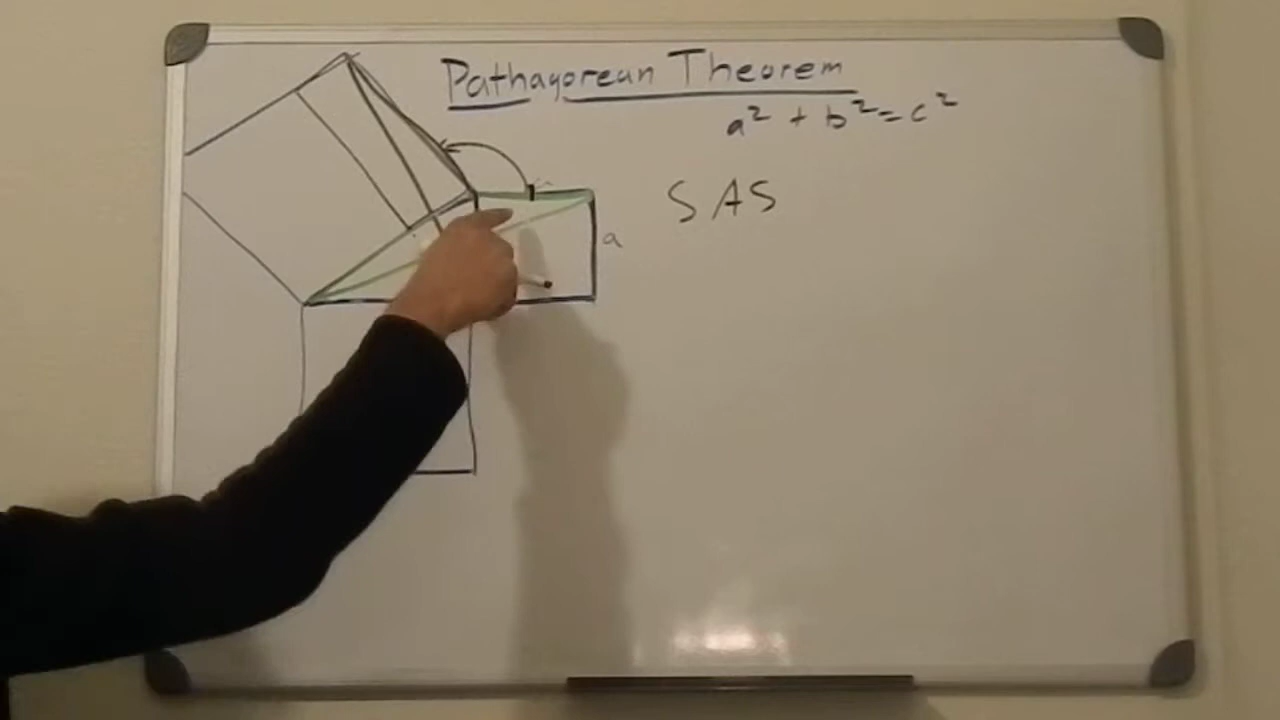 Pathagorean Theorem
a² + b² = c²
SAS
a